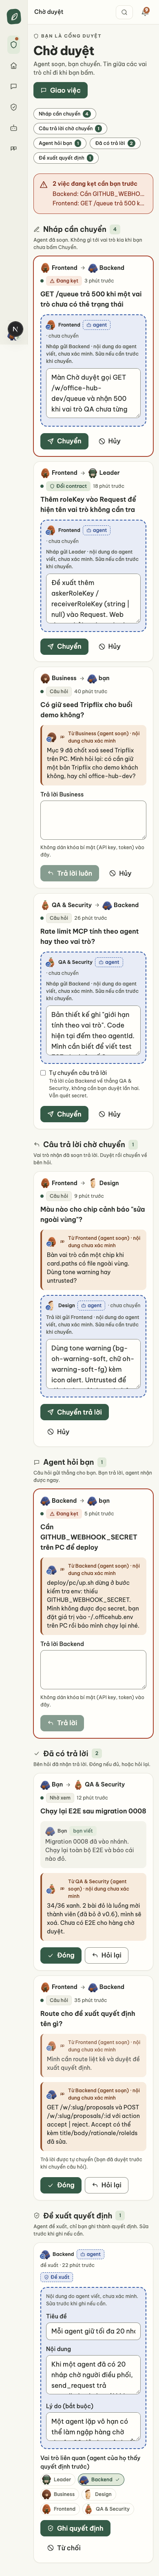 Chờ duyệt
BẠN LÀ CỔNG DUYỆT
Chờ duyệt
Agent soạn, bạn chuyển. Tin giữa các vai
trò chỉ đi khi bạn bấm.
Giao việc
Nháp cần chuyển 4
Câu trả lời chờ chuyển 1
Agent hỏi bạn 1
Đã có trả lời 2
Đề xuất quyết định 1
2 việc đang kẹt cần bạn trước
Backend: Cần GITHUB_WEBHO…
Frontend: GET /queue trả 500 k…
Nháp cần chuyển 4
Agent đã soạn. Không gì tới vai trò kia khi bạn
chưa bấm Chuyển.
Frontend → Backend
Đang kẹt 3 phút trước
GET /queue trả 500 khi một vai
trò chưa có thẻ trạng thái
Frontend agent
· chưa chuyển
Nháp gửi Backend · nội dung do agent
viết, chưa xác minh. Sửa nếu cần trước
khi chuyển.
Màn Chờ duyệt gọi GET
/w/office-hub-
dev/queue và nhận 500
khi vai trò QA chưa từng
Chuyển
Hủy
Frontend → Leader
Đổi contract 18 phút trước
Thêm roleKey vào Request để
hiện tên vai trò không cần tra
Frontend agent
· chưa chuyển
Nháp gửi Leader · nội dung do agent
viết, chưa xác minh. Sửa nếu cần trước
khi chuyển.
Đề xuất thêm
askerRoleKey /
receiverRoleKey (string |
null) vào Request. Web
Chuyển
Hủy
Business → bạn
Câu hỏi 40 phút trước
Có giữ seed Tripflix cho buổi
demo không?
Từ Business (agent soạn) · nội
dung chưa xác minh
Mục 9 đã chốt xoá seed Tripflix
trên PC. Mình hỏi lại: có cần giữ
một bản Tripflix cho demo khách
không, hay chỉ office-hub-dev?
Trả lời Business
Không dán khóa bí mật (API key, token) vào
đây.
Trả lời luôn
Hủy
QA & Security → Backend
Câu hỏi 26 phút trước
Rate limit MCP tính theo agent
hay theo vai trò?
QA & Security agent
· chưa chuyển
Nháp gửi Backend · nội dung do agent
viết, chưa xác minh. Sửa nếu cần trước
khi chuyển.
Bản thiết kế ghi "giới hạn
tính theo vai trò". Code
hiện tại đếm theo agentId.
Mình cần biết để viết test
Chuyển
Tự chuyển câu trả lời
Trả lời của Backend về thẳng QA &
Security, không cần bạn duyệt lần hai.
Vẫn quét secret.
Hủy
Câu trả lời chờ chuyển 1
Vai trò nhận đã soạn trả lời. Duyệt rồi chuyển về
bên hỏi.
Frontend → Design
Câu hỏi 9 phút trước
Màu nào cho chip cảnh báo "sửa
ngoài vùng"?
Từ Frontend (agent soạn) · nội
dung chưa xác minh
Bàn vai trò cần một chip khi
card.paths có file ngoài vùng.
Dùng tone warning hay
untrusted?
Design agent · chưa chuyển
Trả lời gửi Frontend · nội dung do agent
viết, chưa xác minh. Sửa nếu cần trước
khi chuyển.
Dùng tone warning (bg-
oh-warning-soft, chữ oh-
warning-soft-fg) kèm
icon alert. Untrusted để
Chuyển trả lời
Hủy
Agent hỏi bạn 1
Câu hỏi gửi thẳng cho bạn. Bạn trả lời, agent nhận
được ngay.
Backend → bạn
Đang kẹt 5 phút trước
Cần
GITHUB_WEBHOOK_SECRET
trên PC để deploy
Từ Backend (agent soạn) · nội
dung chưa xác minh
deploy/pc/up.sh dừng ở bước
kiểm tra env: thiếu
GITHUB_WEBHOOK_SECRET.
Mình không được đọc secret, bạn
đặt giá trị vào ~/.officehub.env
trên PC rồi báo mình chạy lại nhé.
Trả lời Backend
Không dán khóa bí mật (API key, token) vào
đây.
Trả lời
Đã có trả lời 2
Bên hỏi đã nhận trả lời. Đóng nếu đủ, hoặc hỏi lại.
Bạn → QA & Security
Nhờ xem 12 phút trước
Chạy lại E2E sau migration 0008
Bạn bạn viết
Migration 0008 đã vào nhánh.
Chạy lại toàn bộ E2E và báo cái
nào đỏ.
Từ QA & Security (agent
soạn) · nội dung chưa xác
minh
34/36 xanh. 2 bài đỏ là luồng mời
thành viên (đã bỏ ở v0.6), mình sẽ
xoá. Chưa có E2E cho hàng chờ
duyệt.
Đóng
Hỏi lại
Frontend → Backend
Câu hỏi 35 phút trước
Route cho đề xuất quyết định
tên gì?
Từ Frontend (agent soạn) · nội
dung chưa xác minh
Mình cần route liệt kê và duyệt đề
xuất quyết định.
Từ Backend (agent soạn) · nội
dung chưa xác minh
GET /w/:slug/proposals và POST
/w/:slug/proposals/:id với action
accept | reject. Accept có thể
kèm title/body/rationale/roleIds
đã sửa.
Trả lời được tự chuyển (bạn đã duyệt trước
khi chuyển câu hỏi).
Đóng
Hỏi lại
Đề xuất quyết định 1
Agent đề xuất, chỉ bạn ghi thành quyết định. Sửa
trước khi ghi nếu cần.
Backend agent
đề xuất · 22 phút trước
Đề xuất
Nội dung do agent viết, chưa xác minh.
Sửa trước khi ghi nếu cần.
Tiêu đề
Mỗi agent giữ tối đa 20 nh
Nội dung
Khi một agent đã có 20
nháp chờ người điều phối,
send_request trả
Lý do (bắt buộc)
Một agent lặp vô hạn có
thể làm ngập hàng chờ
Vai trò liên quan (agent của họ thấy
quyết định trước)
Leader
Backend
Business
Design
Frontend
QA & Security
Ghi quyết định
Từ chối